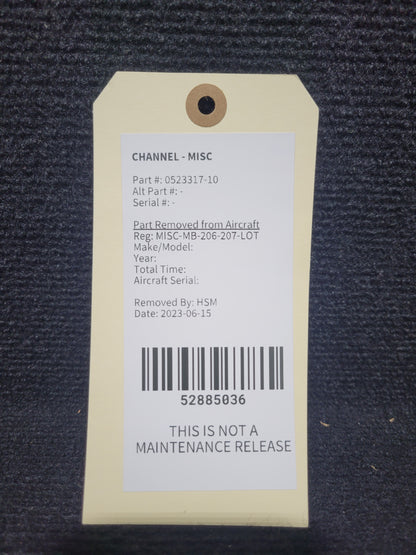 CHANNEL - MISC
Part #: 0523317-10
Alt Part #: -
Serial #: -
Part Removed from Aircraft
Reg: MISC-MB-206-207-LOT
Make/Model:
Year:
Total Time:
Aircraft Serial:
Removed By: HSM
Date: 2023-06-15
52885036
THIS IS NOT A
MAINTENANCE RELEASE